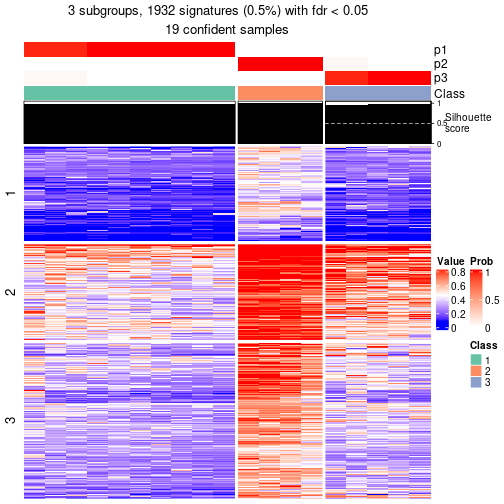 3 subgroups, 1932 signatures (0.5%) with fdr < 0.05
19 confident samples
p1
p2
p3
Class
1
0.5
0
Silhouette
score
1
2
3
Value
0.8
0.6
0.4
0.2
0
Prob
1
0.5
0
Class
1
2
3